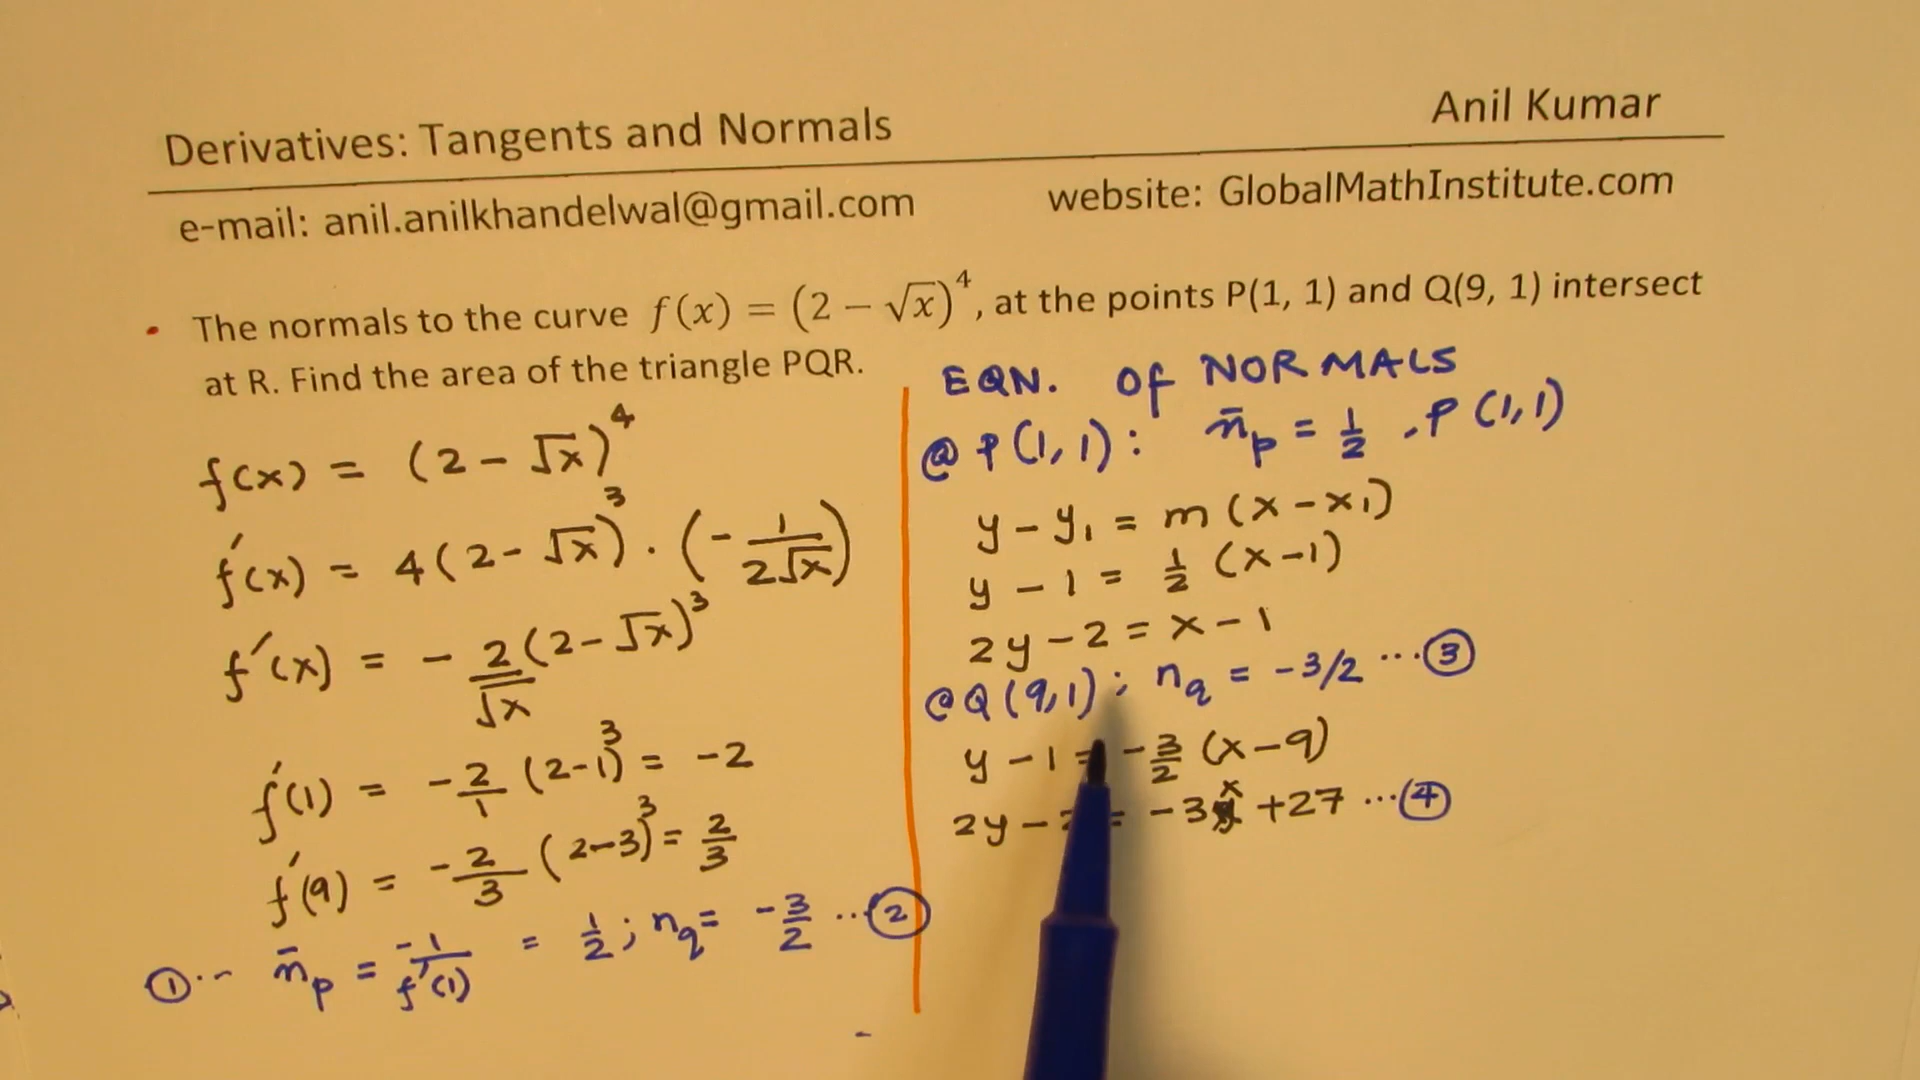 Derivatives: Tangents and Normals
Anil Kumar
e-mail: anil.anilkhandelwal@gmail.com
website: GlobalMathInstitute.com
The normals to the curve f(x) = (2 − √x)^4, at the points P(1, 1) and Q(9, 1) intersect
at R. Find the area of the triangle PQR.
f(x) = (2 - √x)^4
f'(x) = 4(2 - √x)^3 · (-1/(2√x))
f'(x) = - 2/√x (2 - √x)^3
f'(1) = -2/1 (2-1)^3 = -2
f'(9) = -2/3 (2-3)^3 = 2/3
① ·· n̄p = -1/f'(1) = 1/2 ; nq = -3/2 ··②
EQN. Of NORMALS
@ P(1,1) : n̄p = 1/2 , P(1,1)
y - y₁ = m(x - x₁)
y - 1 = 1/2 (x - 1)
2y - 2 = x - 1
@ Q(9,1) ; nq = -3/2 ···③
y - 1 = -3/2 (x - 9)
2y - = -3x + 27 ···④